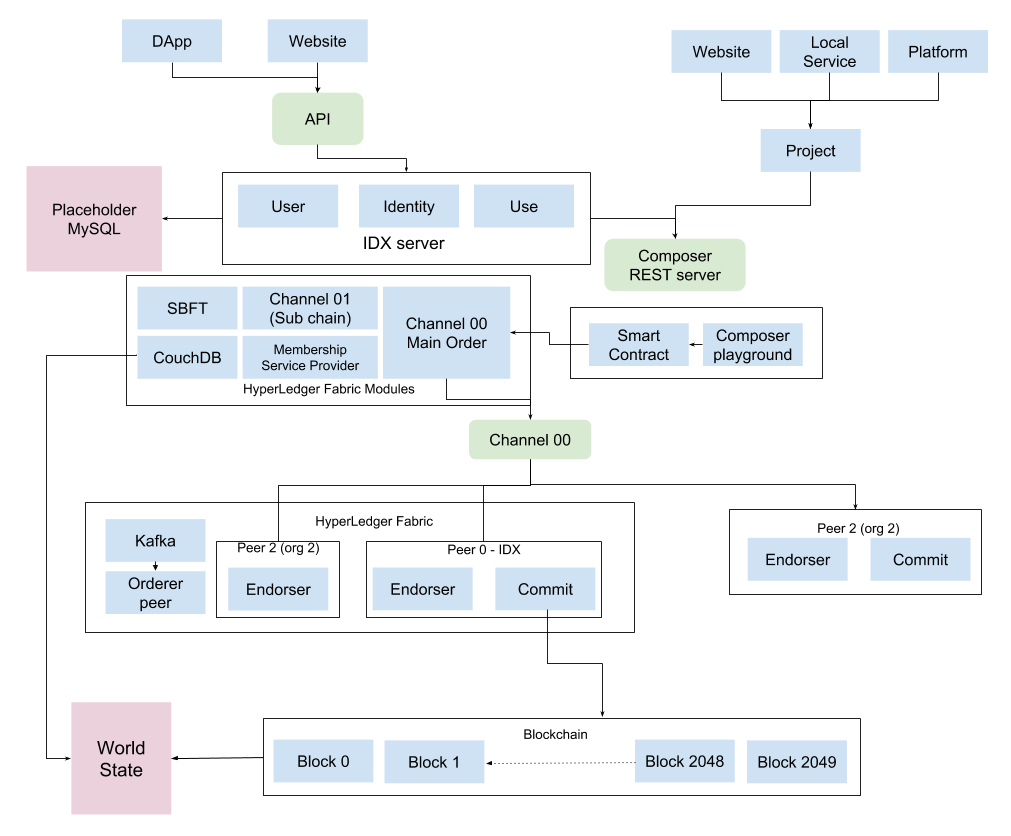 DApp
Website
Website
Local
Service
Platform
API
Project
Placeholder
MySQL
User
Identity
Use
IDX server
Composer
REST server
SBFT
Channel 01
(Sub chain)
Channel 00
Main Order
CouchDB
Membership
Service Provider
HyperLedger Fabric Modules
Smart
Contract
Composer
playground
Channel 00
HyperLedger Fabric
Kafka
Orderer
peer
Peer 2 (org 2)
Endorser
Peer 0 - IDX
Endorser
Commit
Peer 2 (org 2)
Endorser
Commit
World
State
Blockchain
Block 0
Block 1
Block 2048
Block 2049